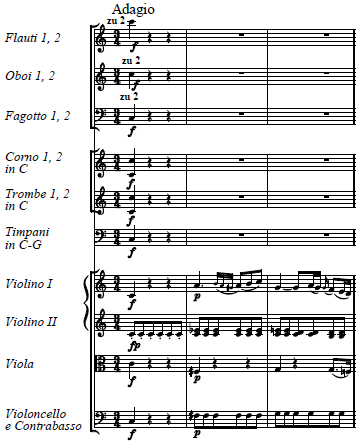 Adagio
zu 2
Flauti 1, 2
f
zu 2
Oboi 1, 2
f
zu 2
Fagotto 1, 2
f
Corno 1, 2
in C
f
Trombe 1, 2
in C
f
Timpani
in C-G
f
Violino I
f p
Violino II
fp
Viola
f p
Violoncello
e Contrabasso
f p